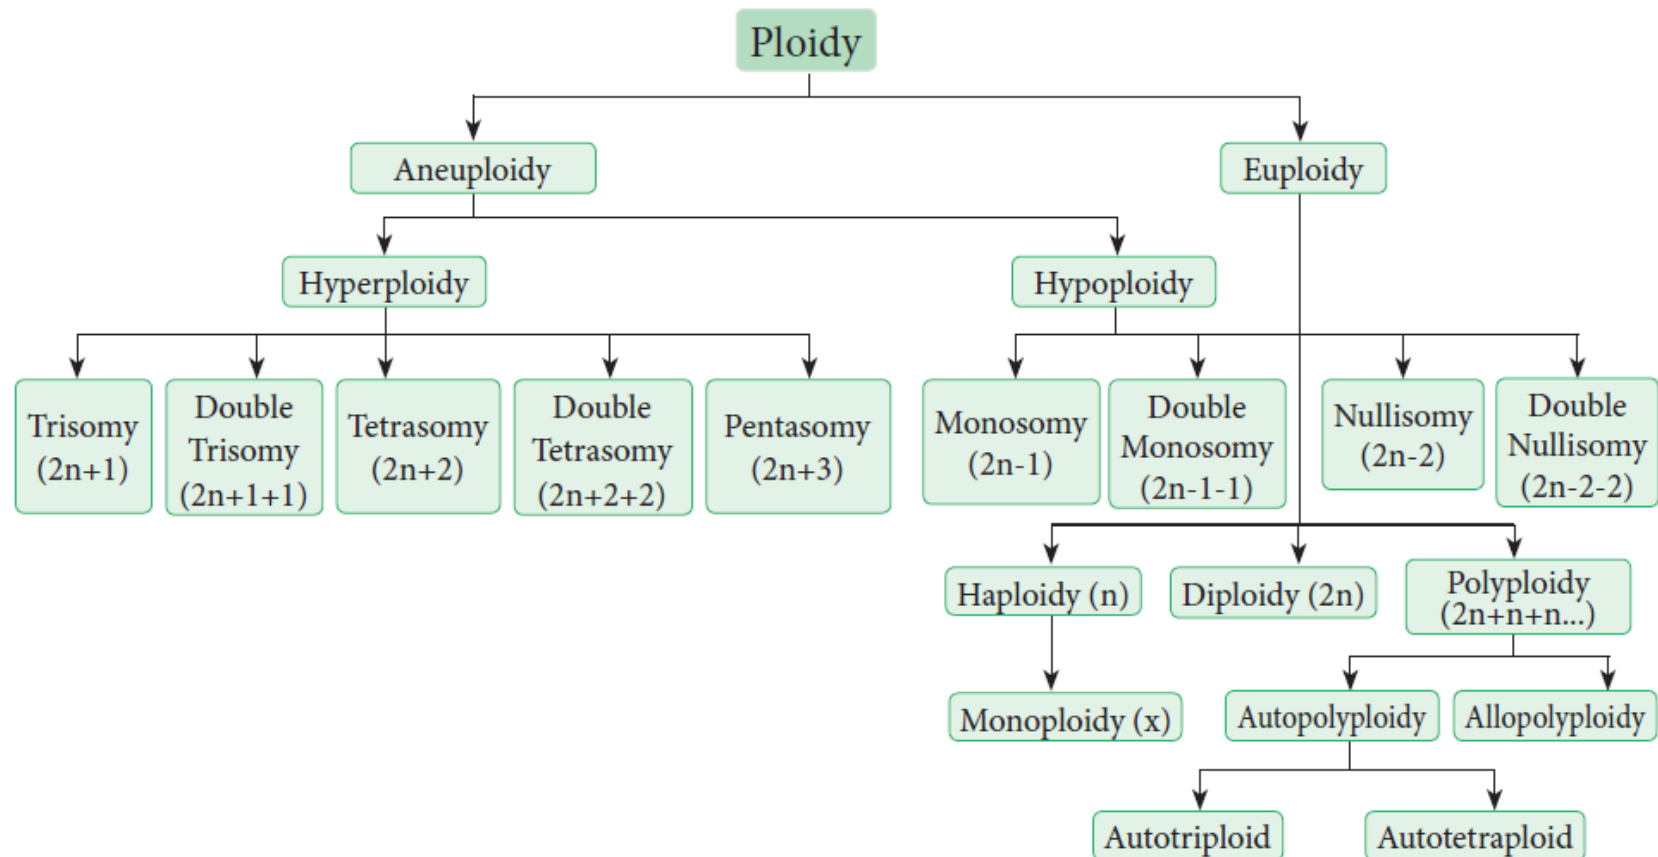 Ploidy
Aneuploidy
Euploidy
Hyperploidy
Hypoploidy
Trisomy
(2n+1)
Double
Trisomy
(2n+1+1)
Tetrasomy
(2n+2)
Double
Tetrasomy
(2n+2+2)
Pentasomy
(2n+3)
Monosomy
(2n-1)
Double
Monosomy
(2n-1-1)
Nullisomy
(2n-2)
Double
Nullisomy
(2n-2-2)
Haploidy (n)
Diploidy (2n)
Polyploidy
(2n+n+n...)
Monoploidy (x)
Autopolyploidy
Allopolyploidy
Autotriploid
Autotetraploid